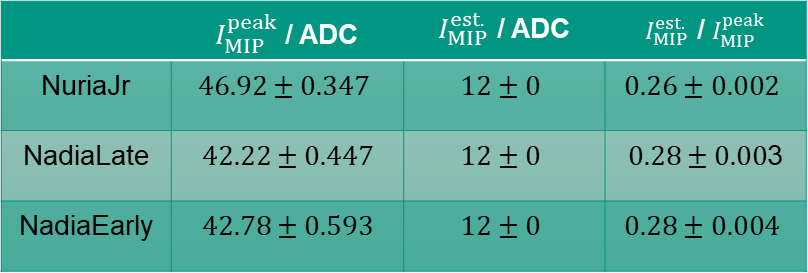 I_MIP^peak / ADC I_MIP^est. / ADC I_MIP^est. / I_MIP^peak
NuriaJr 46.92 ± 0.347 12 ± 0 0.26 ± 0.002
NadiaLate 42.22 ± 0.447 12 ± 0 0.28 ± 0.003
NadiaEarly 42.78 ± 0.593 12 ± 0 0.28 ± 0.004